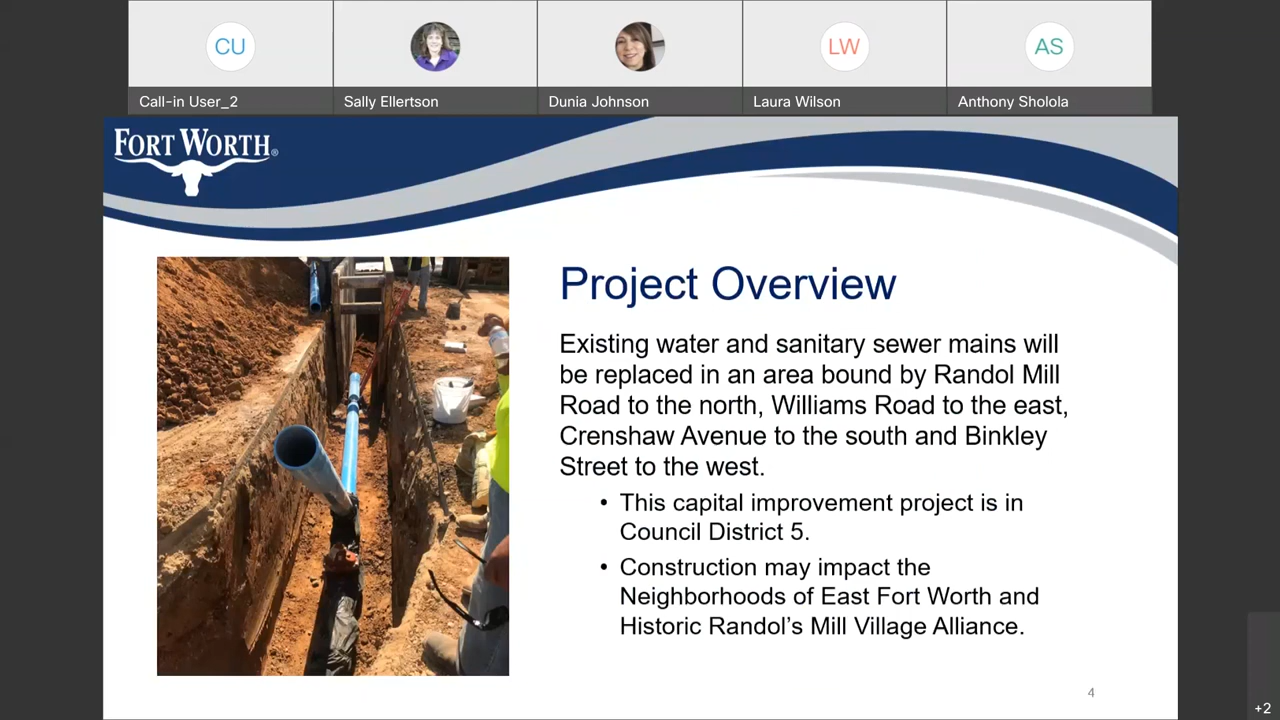 CU
LW
AS
Call-in User_2
Sally Ellertson
Dunia Johnson
Laura Wilson
Anthony Sholola
FORT WORTH®
Project Overview
Existing water and sanitary sewer mains will
be replaced in an area bound by Randol Mill
Road to the north, Williams Road to the east,
Crenshaw Avenue to the south and Binkley
Street to the west.
• This capital improvement project is in
Council District 5.
• Construction may impact the
Neighborhoods of East Fort Worth and
Historic Randol’s Mill Village Alliance.
4
+2